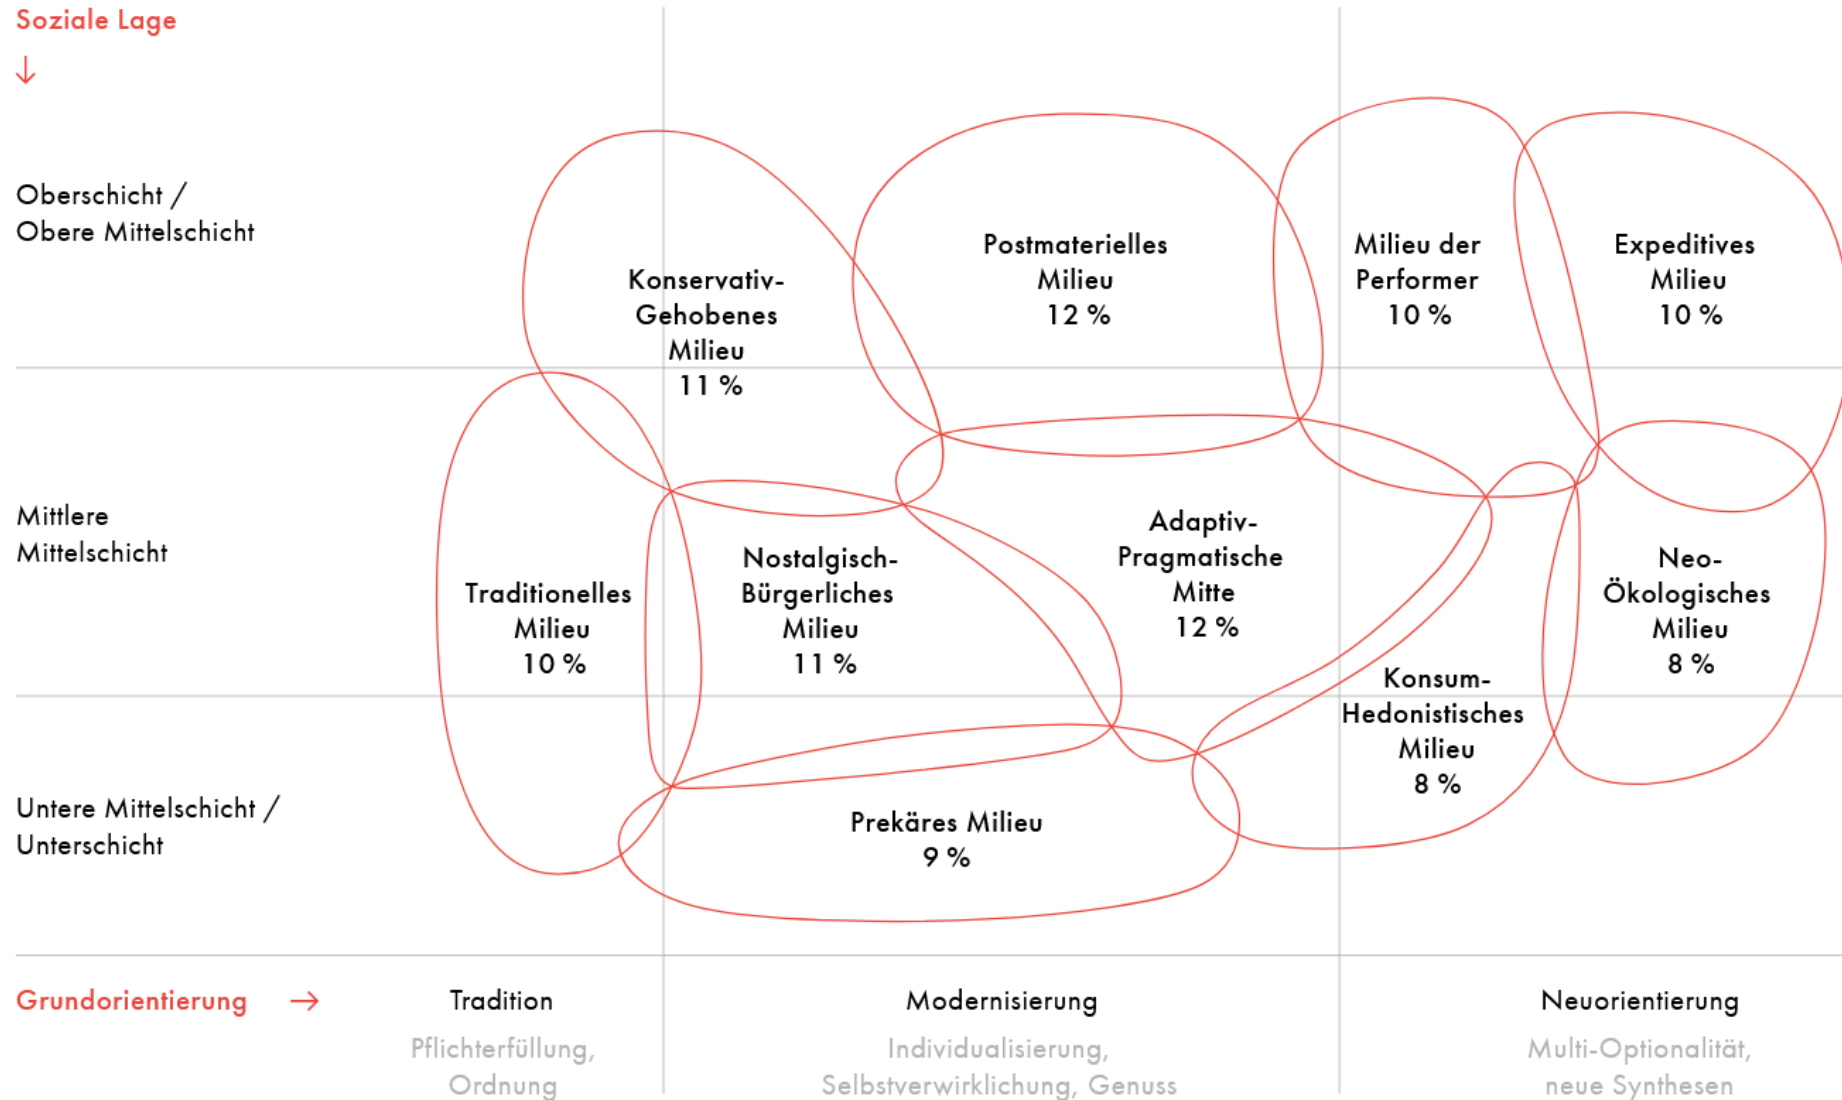 Soziale Lage
↓
Oberschicht /
Obere Mittelschicht
Konservativ-
Gehobenes
Milieu
11 %
Postmaterielles
Milieu
12 %
Milieu der
Performer
10 %
Expeditives
Milieu
10 %
Mittlere
Mittelschicht
Traditionelles
Milieu
10 %
Nostalgisch-
Bürgerliches
Milieu
11 %
Adaptiv-
Pragmatische
Mitte
12 %
Neo-
Ökologisches
Milieu
8 %
Konsum-
Hedonistisches
Milieu
8 %
Untere Mittelschicht /
Unterschicht
Prekäres Milieu
9 %
Grundorientierung →
Tradition
Pflichterfüllung,
Ordnung
Modernisierung
Individualisierung,
Selbstverwirklichung, Genuss
Neuorientierung
Multi-Optionalität,
neue Synthesen